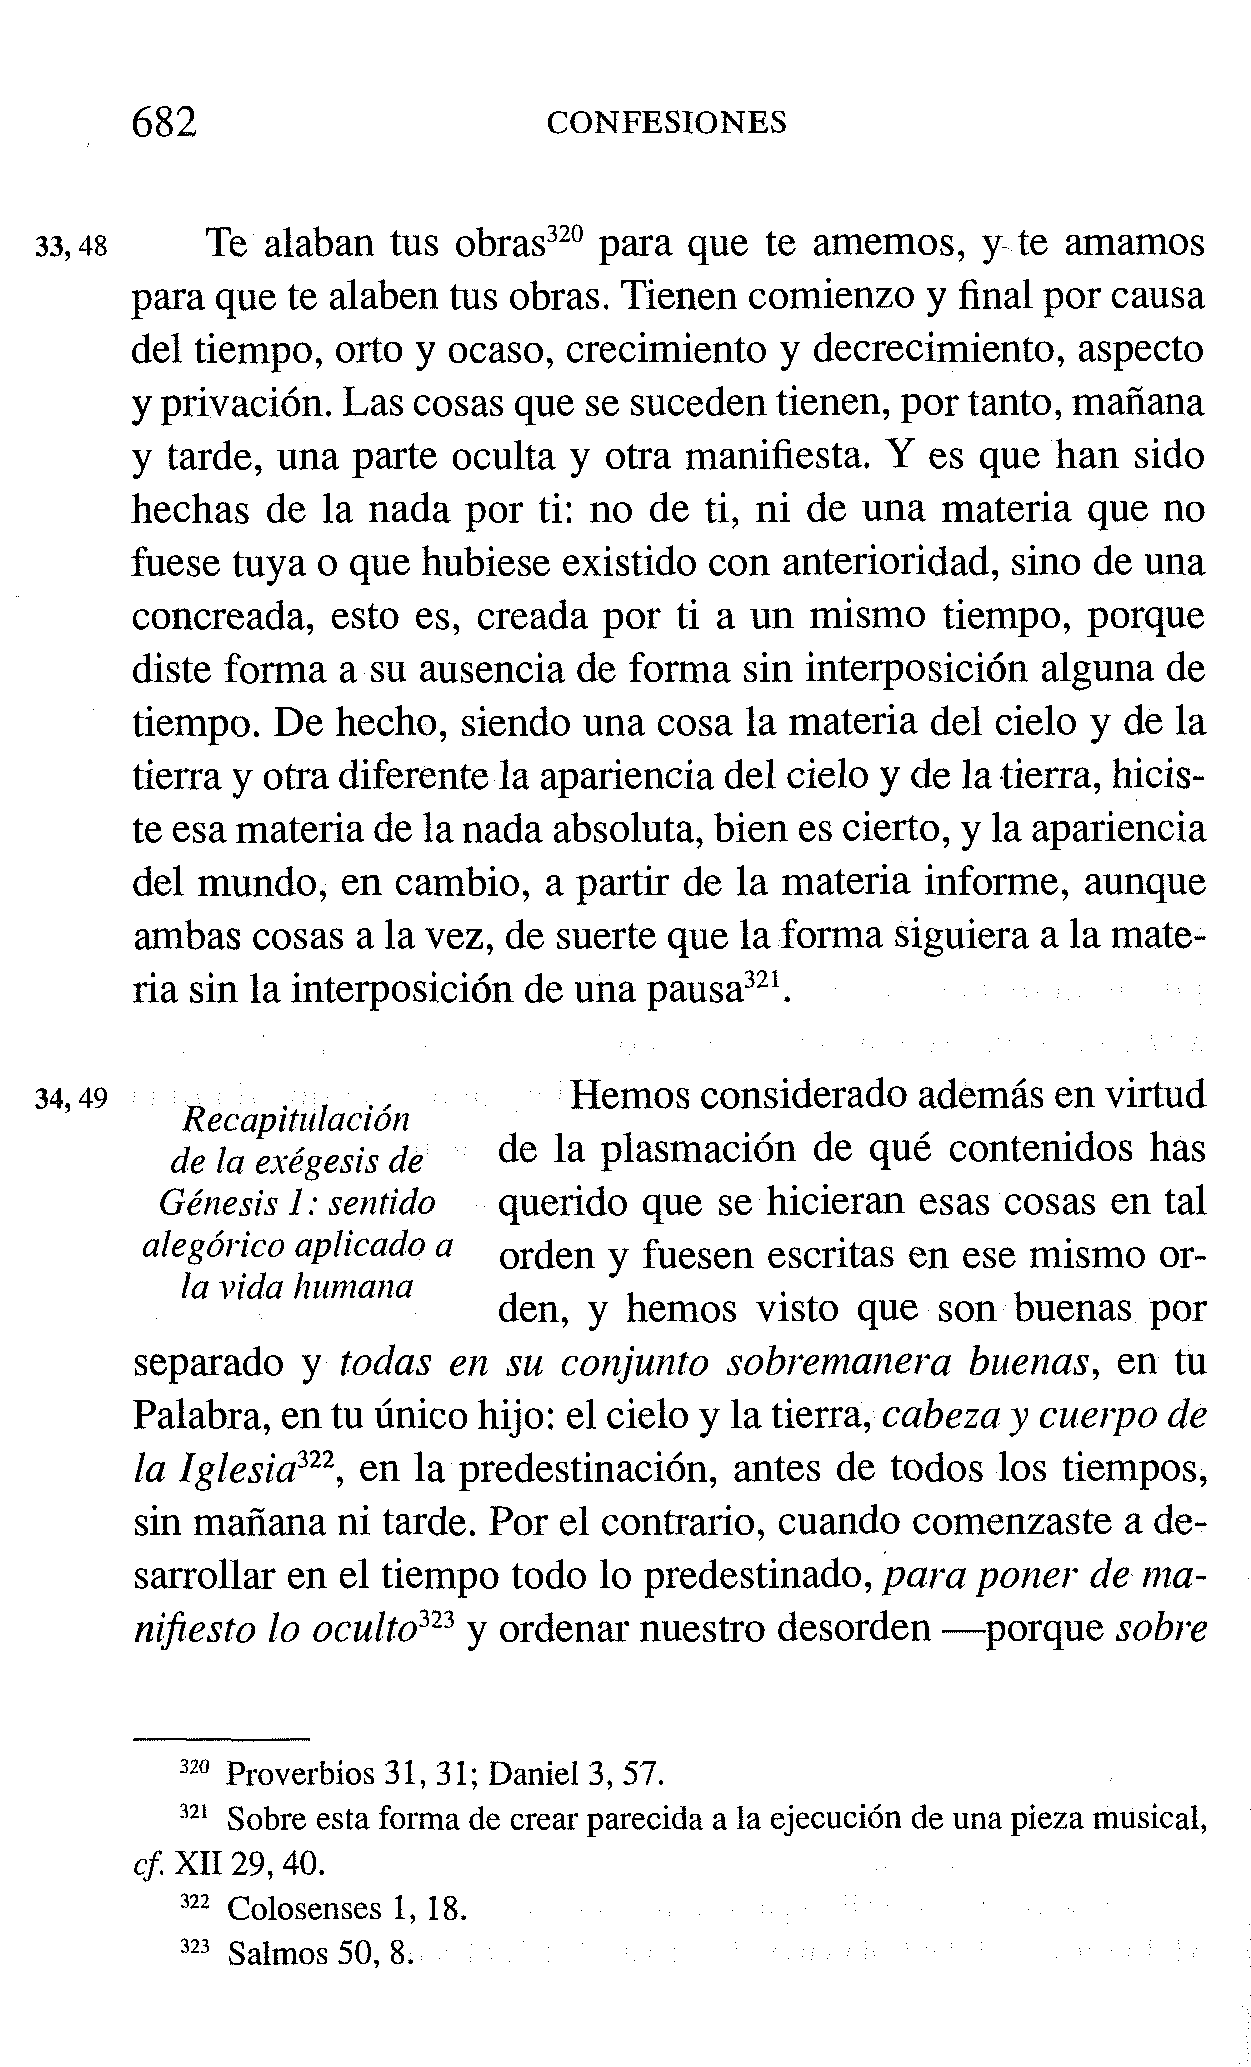 682 CONFESIONES
33, 48 Te alaban tus obras³²⁰ para que te amemos, y te amamos
para que te alaben tus obras. Tienen comienzo y final por causa
del tiempo, orto y ocaso, crecimiento y decrecimiento, aspecto
y privación. Las cosas que se suceden tienen, por tanto, mañana
y tarde, una parte oculta y otra manifiesta. Y es que han sido
hechas de la nada por ti: no de ti, ni de una materia que no
fuese tuya o que hubiese existido con anterioridad, sino de una
concreada, esto es, creada por ti a un mismo tiempo, porque
diste forma a su ausencia de forma sin interposición alguna de
tiempo. De hecho, siendo una cosa la materia del cielo y de la
tierra y otra diferente la apariencia del cielo y de la tierra, hicis-
te esa materia de la nada absoluta, bien es cierto, y la apariencia
del mundo, en cambio, a partir de la materia informe, aunque
ambas cosas a la vez, de suerte que la forma siguiera a la mate-
ria sin la interposición de una pausa³²¹.
34, 49
Recapitulación
de la exégesis de
Génesis 1: sentido
alegórico aplicado a
la vida humana
Hemos considerado además en virtud
de la plasmación de qué contenidos has
querido que se hicieran esas cosas en tal
orden y fuesen escritas en ese mismo or-
den, y hemos visto que son buenas por
separado y todas en su conjunto sobremanera buenas, en tu
Palabra, en tu único hijo: el cielo y la tierra, cabeza y cuerpo de
la Iglesia³²², en la predestinación, antes de todos los tiempos,
sin mañana ni tarde. Por el contrario, cuando comenzaste a de-
sarrollar en el tiempo todo lo predestinado, para poner de ma-
nifiesto lo oculto³²³ y ordenar nuestro desorden —porque sobre
³²⁰ Proverbios 31, 31; Daniel 3, 57.
³²¹ Sobre esta forma de crear parecida a la ejecución de una pieza musical,
cf. XII 29, 40.
³²² Colosenses 1, 18.
³²³ Salmos 50, 8.